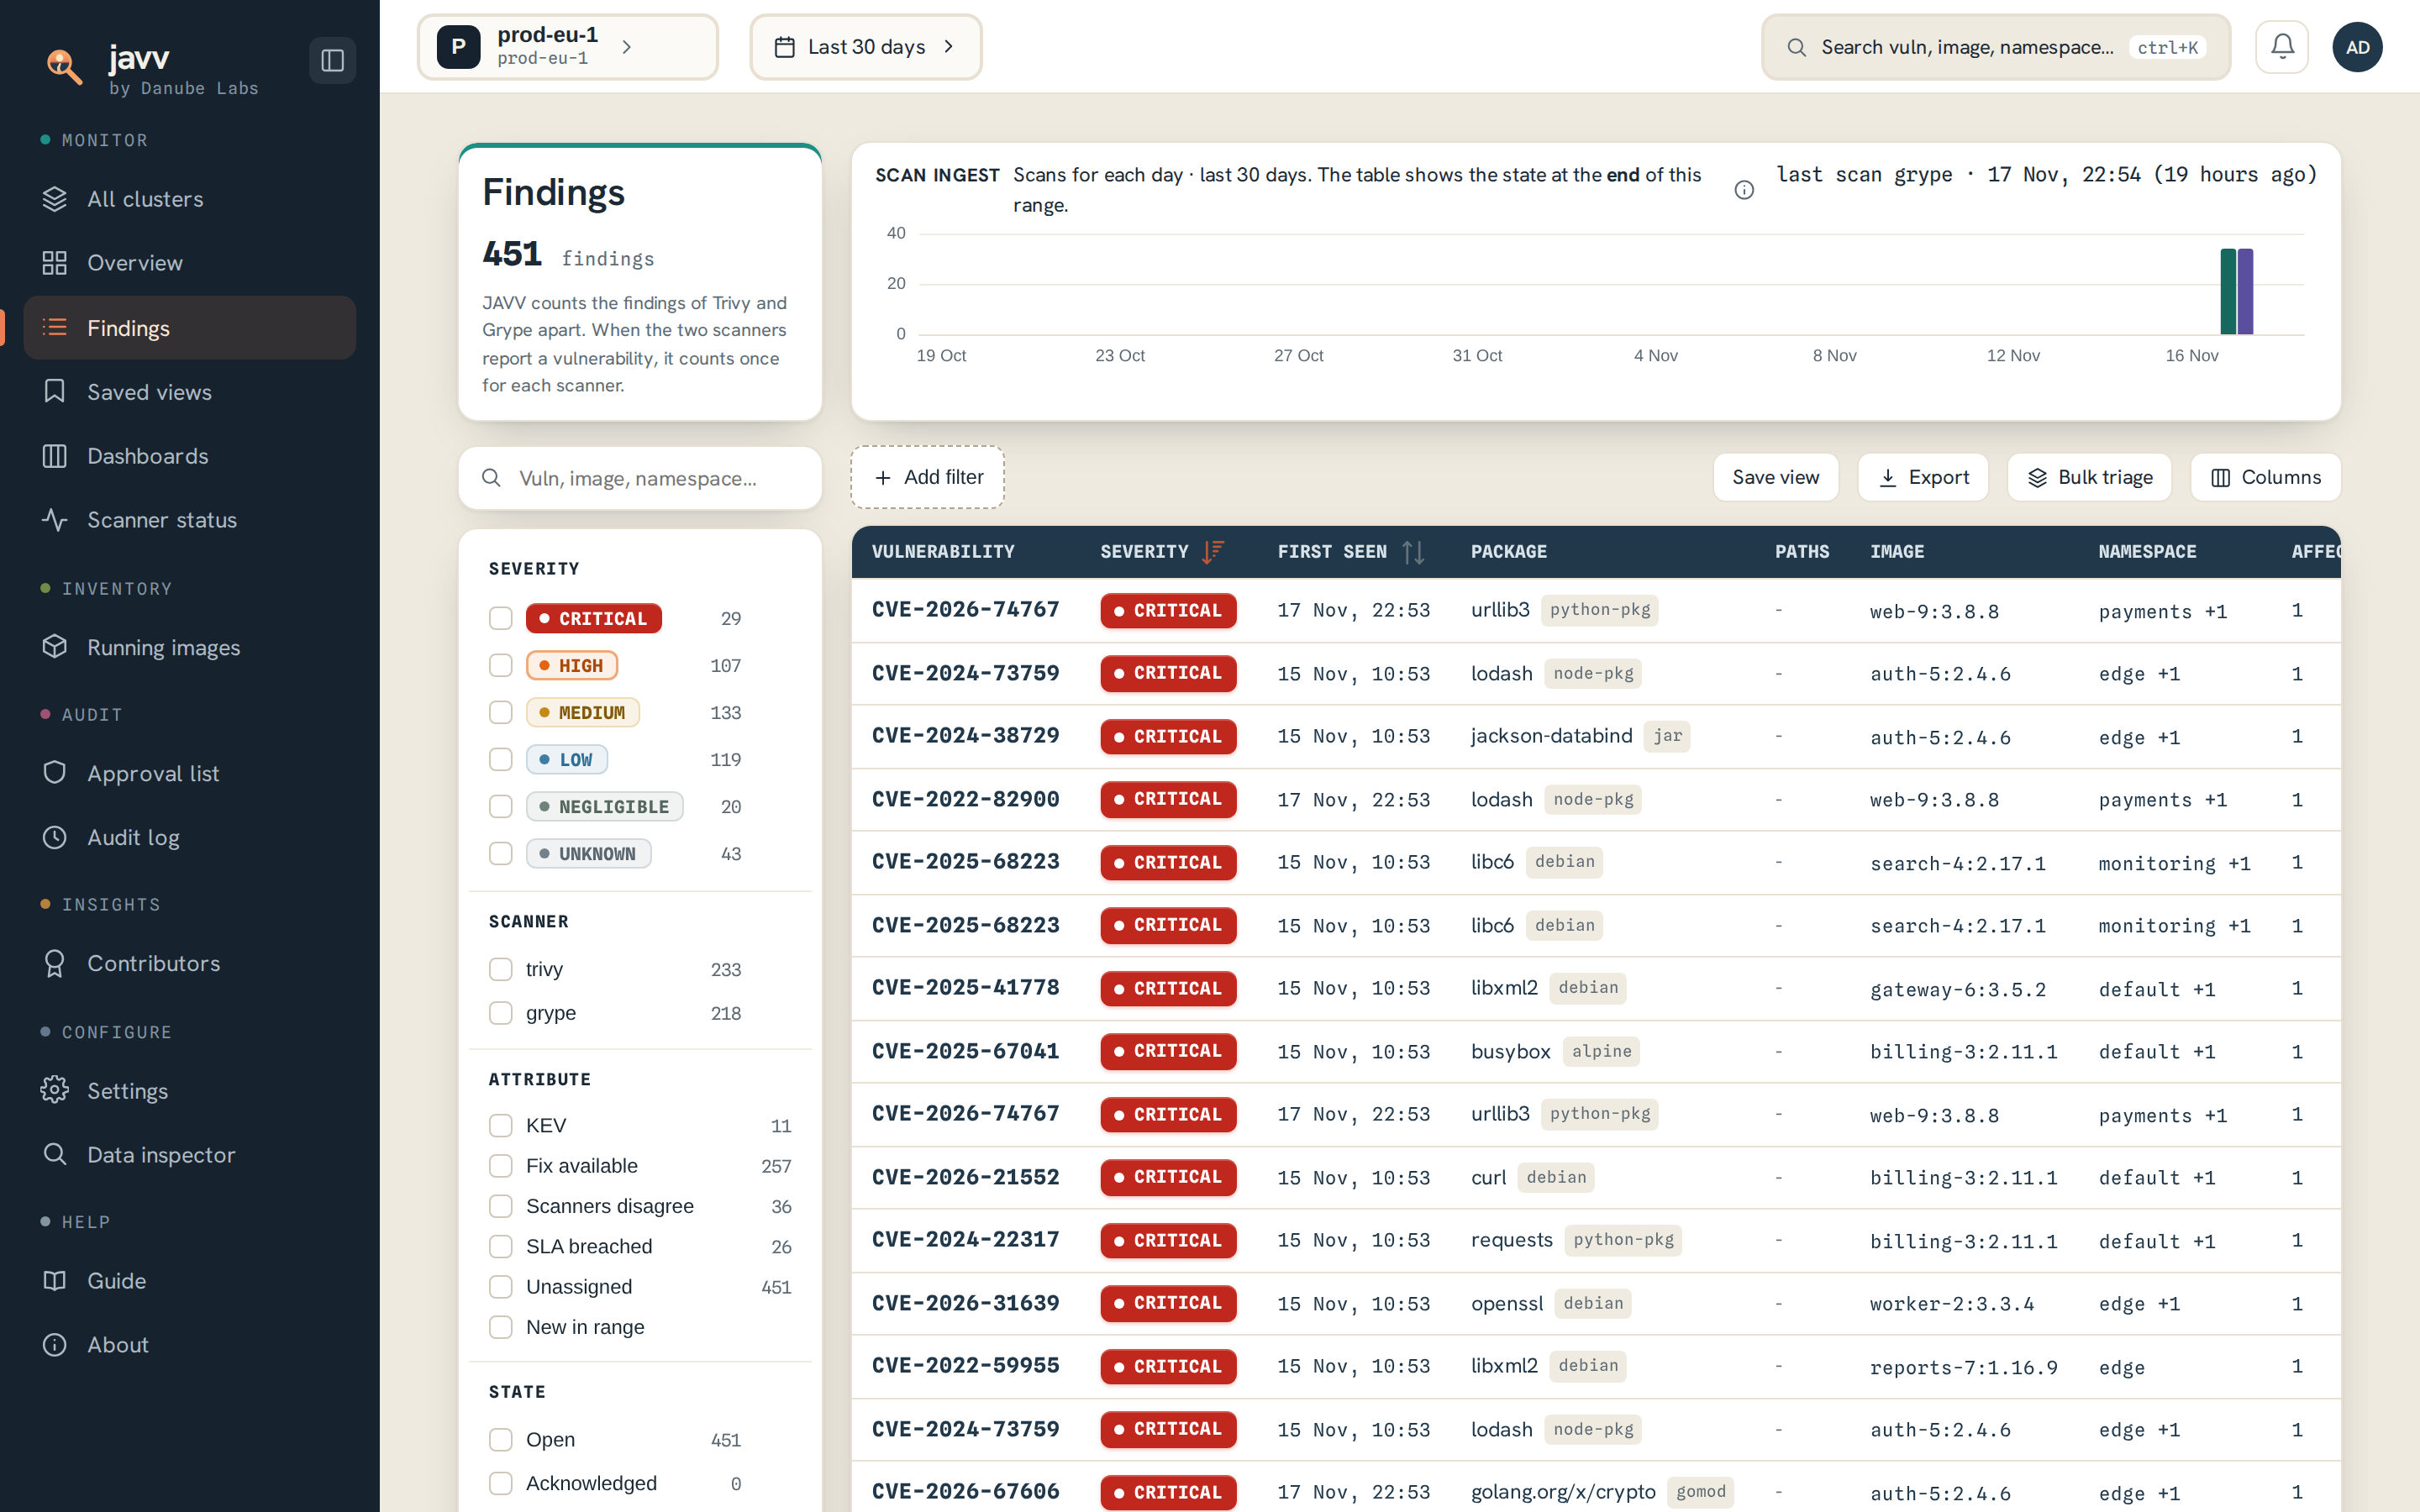 javv
by Danube Labs
MONITOR
All clusters
Overview
Findings
Saved views
Dashboards
Scanner status
INVENTORY
Running images
AUDIT
Approval list
Audit log
INSIGHTS
Contributors
CONFIGURE
Settings
Data inspector
HELP
Guide
About
P prod-eu-1
prod-eu-1
Last 30 days
Search vuln, image, namespace... ctrl+K
AD
Findings
451 findings
JAVV counts the findings of Trivy and
Grype apart. When the two scanners
report a vulnerability, it counts once
for each scanner.
SCAN INGEST Scans for each day · last 30 days. The table shows the state at the end of this
range.
last scan grype · 17 Nov, 22:54 (19 hours ago)
40
20
0
19 Oct 23 Oct 27 Oct 31 Oct 4 Nov 8 Nov 12 Nov 16 Nov
Vuln, image, namespace...
Add filter
Save view Export Bulk triage Columns
SEVERITY
CRITICAL 29
HIGH 107
MEDIUM 133
LOW 119
NEGLIGIBLE 20
UNKNOWN 43
SCANNER
trivy 233
grype 218
ATTRIBUTE
KEV 11
Fix available 257
Scanners disagree 36
SLA breached 26
Unassigned 451
New in range
STATE
Open 451
Acknowledged 0
VULNERABILITY SEVERITY FIRST SEEN PACKAGE PATHS IMAGE NAMESPACE AFFEC
CVE-2026-74767 CRITICAL 17 Nov, 22:53 urllib3 python-pkg - web-9:3.8.8 payments +1 1
CVE-2024-73759 CRITICAL 15 Nov, 10:53 lodash node-pkg - auth-5:2.4.6 edge +1 1
CVE-2024-38729 CRITICAL 15 Nov, 10:53 jackson-databind jar - auth-5:2.4.6 edge +1 1
CVE-2022-82900 CRITICAL 17 Nov, 22:53 lodash node-pkg - web-9:3.8.8 payments +1 1
CVE-2025-68223 CRITICAL 15 Nov, 10:53 libc6 debian - search-4:2.17.1 monitoring +1 1
CVE-2025-68223 CRITICAL 15 Nov, 10:53 libc6 debian - search-4:2.17.1 monitoring +1 1
CVE-2025-41778 CRITICAL 15 Nov, 10:53 libxml2 debian - gateway-6:3.5.2 default +1 1
CVE-2025-67041 CRITICAL 15 Nov, 10:53 busybox alpine - billing-3:2.11.1 default +1 1
CVE-2026-74767 CRITICAL 17 Nov, 22:53 urllib3 python-pkg - web-9:3.8.8 payments +1 1
CVE-2026-21552 CRITICAL 15 Nov, 10:53 curl debian - billing-3:2.11.1 default +1 1
CVE-2024-22317 CRITICAL 15 Nov, 10:53 requests python-pkg - billing-3:2.11.1 default +1 1
CVE-2026-31639 CRITICAL 15 Nov, 10:53 openssl debian - worker-2:3.3.4 edge +1 1
CVE-2022-59955 CRITICAL 15 Nov, 10:53 libxml2 debian - reports-7:1.16.9 edge 1
CVE-2024-73759 CRITICAL 15 Nov, 10:53 lodash node-pkg - auth-5:2.4.6 edge +1 1
CVE-2026-67606 CRITICAL 17 Nov, 22:53 golang.org/x/crypto gomod - auth-5:2.4.6 edge +1 1